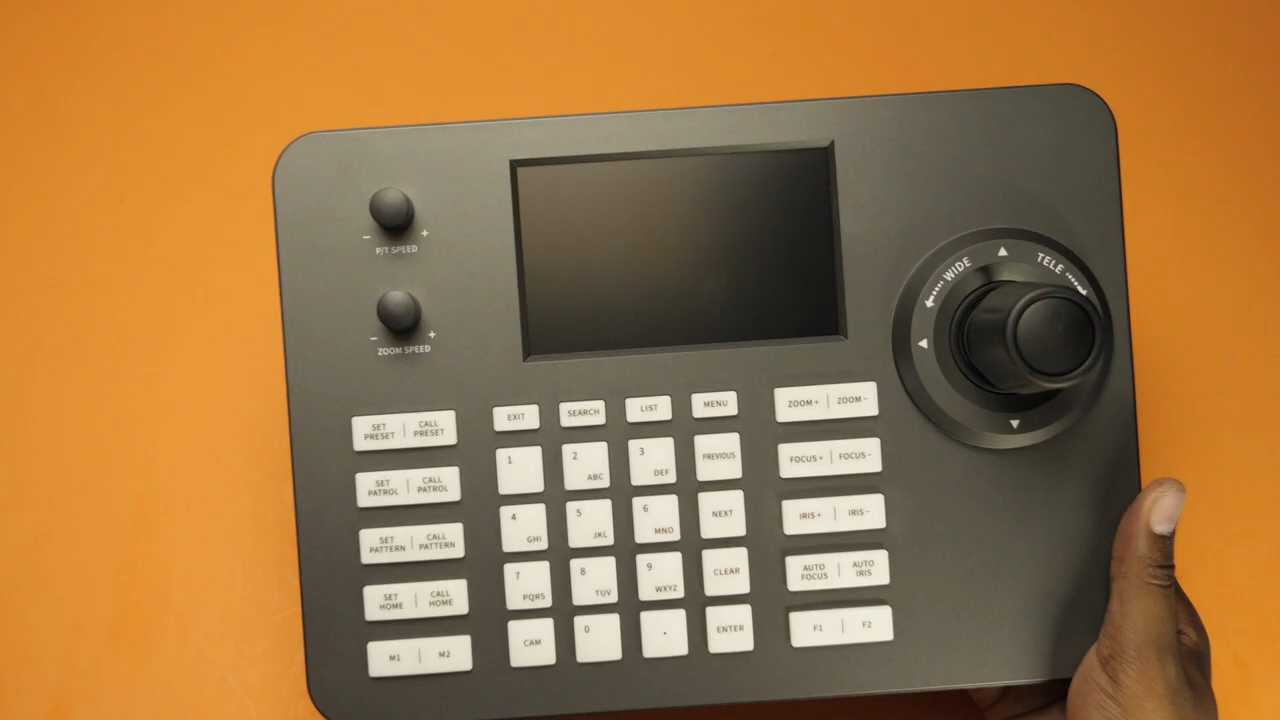 − +
P/T SPEED
− +
ZOOM SPEED
WIDE TELE
SET PRESET | CALL PRESET
SET PATROL | CALL PATROL
SET PATTERN | CALL PATTERN
SET HOME | CALL HOME
M1 | M2
EXIT SEARCH LIST MENU
1 2 ABC 3 DEF PREVIOUS
4 GHI 5 JKL 6 MNO NEXT
7 PQRS 8 TUV 9 WXYZ CLEAR
CAM 0 . ENTER
ZOOM + | ZOOM −
FOCUS + | FOCUS −
IRIS + | IRIS −
AUTO FOCUS | AUTO IRIS
F1 | F2